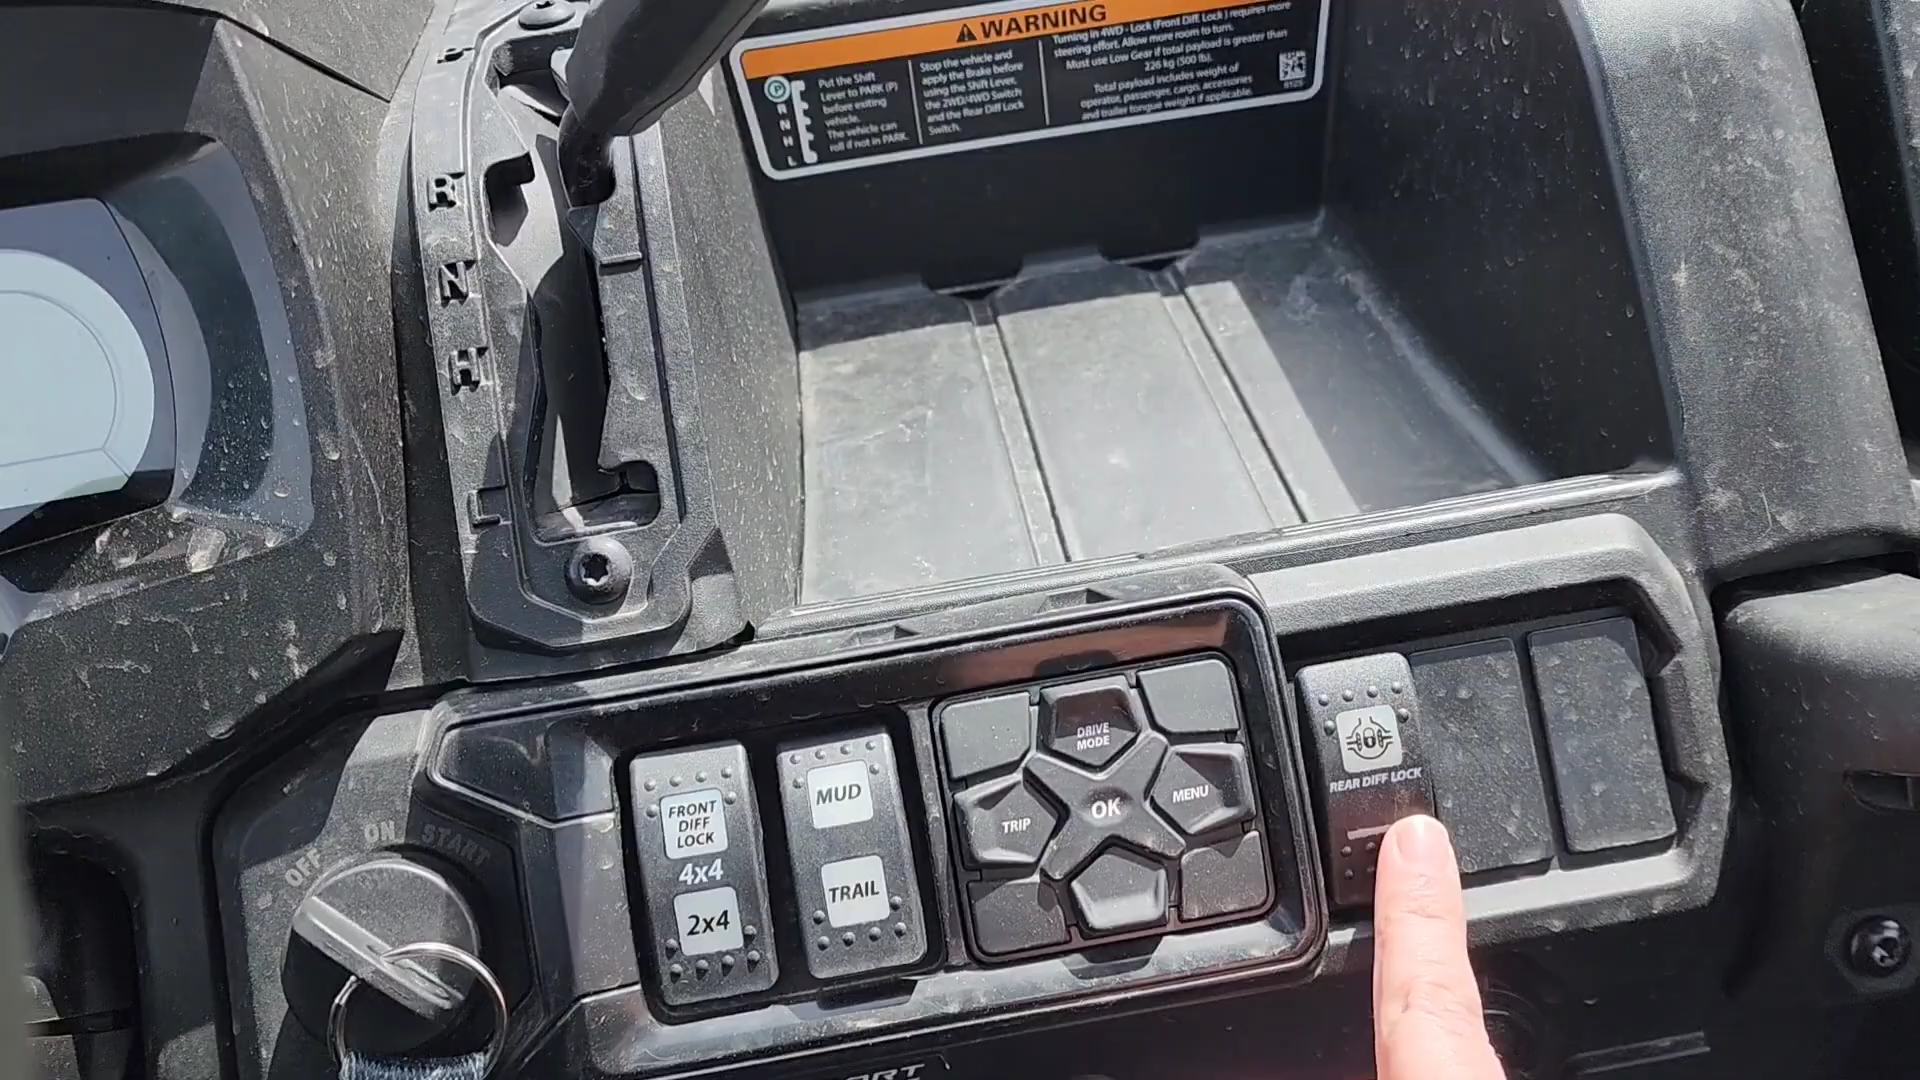 WARNING
P
R
N
H
L
Put the Shift
Lever to PARK (P)
before exiting
vehicle.
The vehicle can
roll if not in PARK.
Stop the vehicle and
apply the Brake before
using the Shift Lever,
the 2WD/4WD Switch
and the Rear Diff Lock
Switch.
Turning in 4WD - Lock (Front Diff. Lock) requires more
steering effort. Allow more room to turn.
Must use Low Gear if total payload is greater than
226 kg (500 lb).
Total payload includes weight of
operator, passenger, cargo, accessories
and trailer tongue weight if applicable.
P
R
N
H
L
OFF
ON
START
FRONT
DIFF
LOCK
4x4
2x4
MUD
TRAIL
DRIVE
MODE
TRIP
OK
MENU
REAR DIFF LOCK